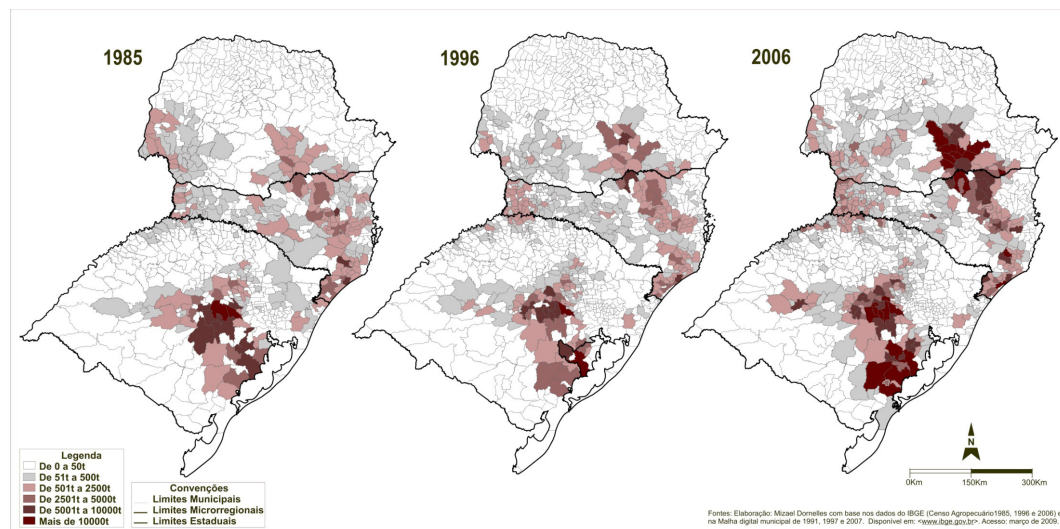 1985
1996
2006
Legenda
De 0 a 50t
De 51t a 500t
De 501t a 2500t
De 2501t a 5000t
De 5001t a 10000t
Mais de 10000t
Convenções
Limites Municipais
Limites Microrregionais
Limites Estaduais
N
0Km 150Km 300Km
Fontes: Elaboração: Mizael Dornelles com base nos dados do IBGE (Censo Agropecuário1985, 1996 e 2006) e
na Malha digital municipal de 1991, 1997 e 2007. Disponível em: <www.ibge.gov.br>. Acesso: março de 2009.